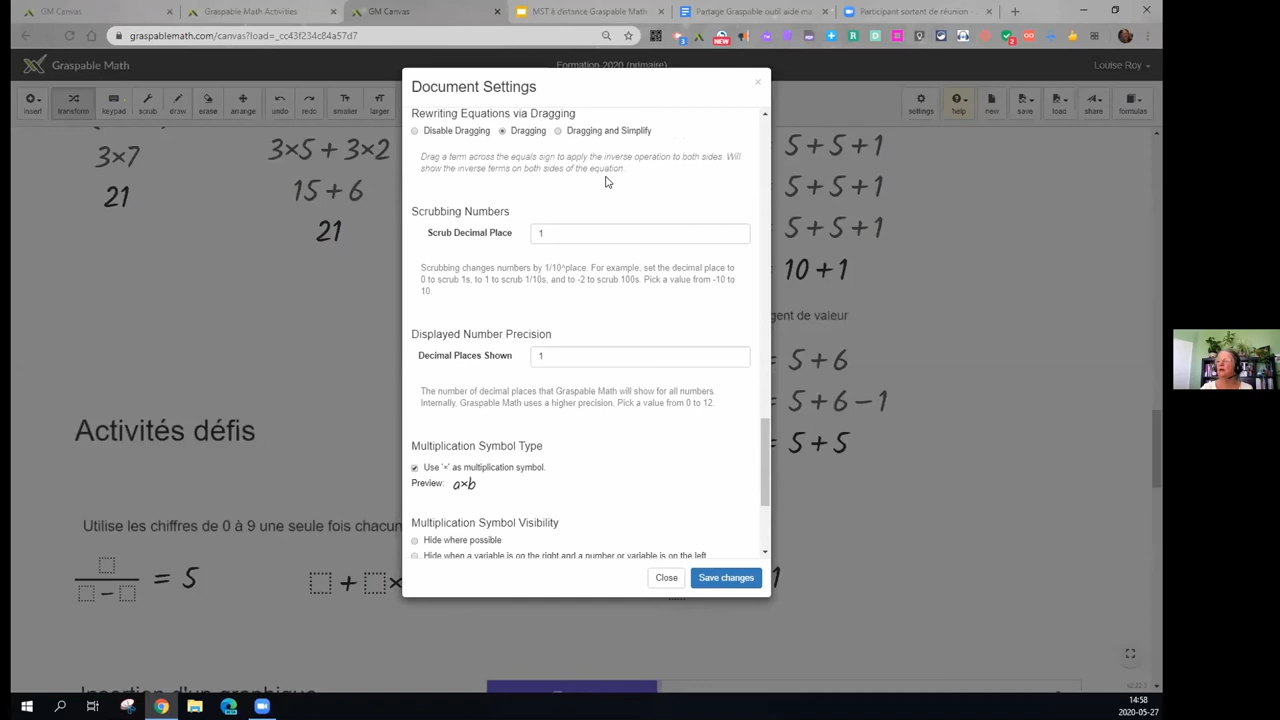 GM Canvas
Graspable Math Activities
GM Canvas
MST à distance Graspable Math
Partage Graspable outil aide ma
Participant sortant de réunion -
graspablemath.com/canvas?load=_cc43f234c84a57d7
NEW
3
2
Graspable Math
Formation-2020 (primaire)
Louise Roy
insert
transform
keypad
scrub
draw
erase
arrange
undo
redo
smaller
larger
settings
help
new
save
load
share
formulas
Document Settings
×
Rewriting Equations via Dragging
Disable Dragging
Dragging
Dragging and Simplify
Drag a term across the equals sign to apply the inverse operation to both sides. Will
show the inverse terms on both sides of the equation.
Scrubbing Numbers
Scrub Decimal Place
1
Scrubbing changes numbers by 1/10^place. For example, set the decimal place to
0 to scrub 1s, to 1 to scrub 1/10s, and to -2 to scrub 100s. Pick a value from -10 to
10.
Displayed Number Precision
Decimal Places Shown
1
The number of decimal places that Graspable Math will show for all numbers.
Internally, Graspable Math uses a higher precision. Pick a value from 0 to 12.
Multiplication Symbol Type
Use '×' as multiplication symbol.
Preview: a×b
Multiplication Symbol Visibility
Hide where possible
Hide when a variable is on the right and a number or variable is on the left
Close
Save changes
3×7
21
3×5+3×2
15+6
21
5+5+1
= 5+5+1
= 5+5+1
= 10+1
gent de valeur
= 5+6
= 5+6−1
= 5+5
Activités défis
Utilise les chiffres de 0 à 9 une seule fois chacun
− = 5
+ ×
1
Insertion d'un graphique
v2.22.3
14:58
2020-05-27